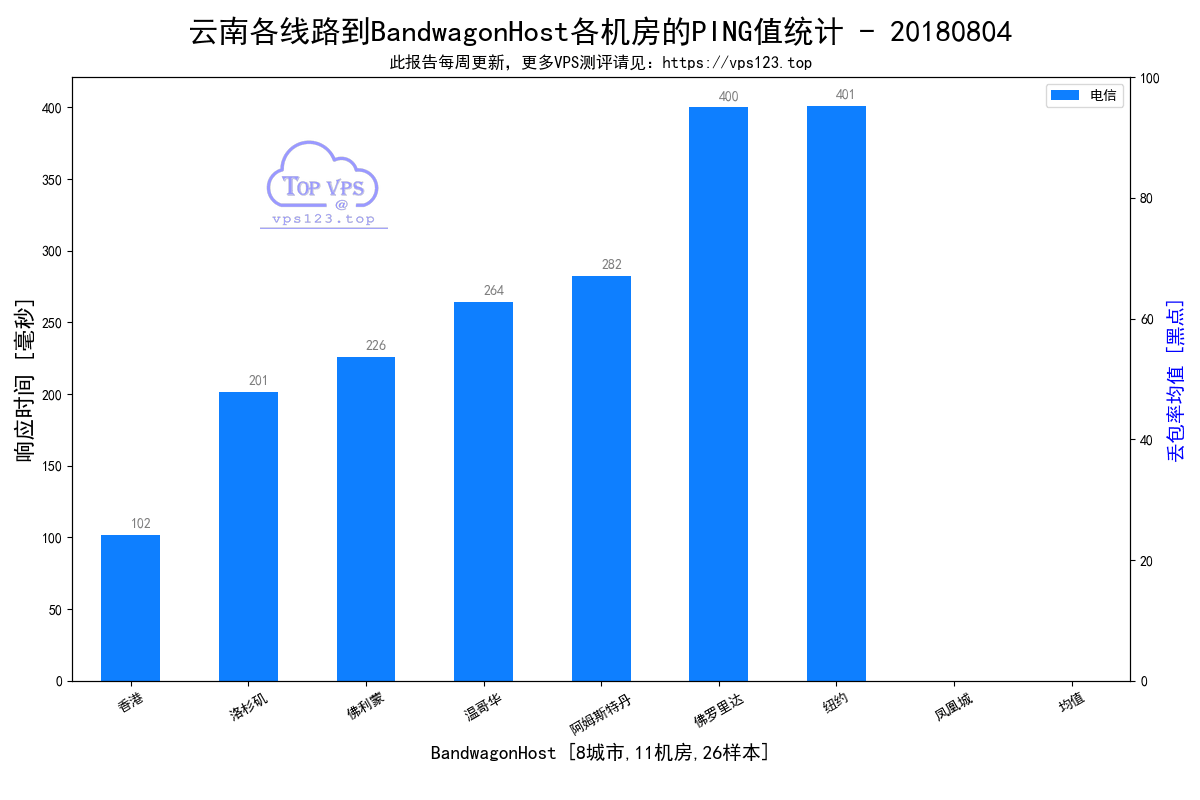 云南各线路到BandwagonHost各机房的PING值统计 - 20180804
此报告每周更新，更多VPS测评请见：https://vps123.top
电信
TOP VPS
@
vps123.top
响应时间 [毫秒]
400
350
300
250
200
150
100
50
0
102
201
226
264
282
400
401
100
80
60
40
20
0
丢包率均值 [黑点]
香港
洛杉矶
佛利蒙
温哥华
阿姆斯特丹
佛罗里达
纽约
凤凰城
均值
BandwagonHost [8城市,11机房,26样本]